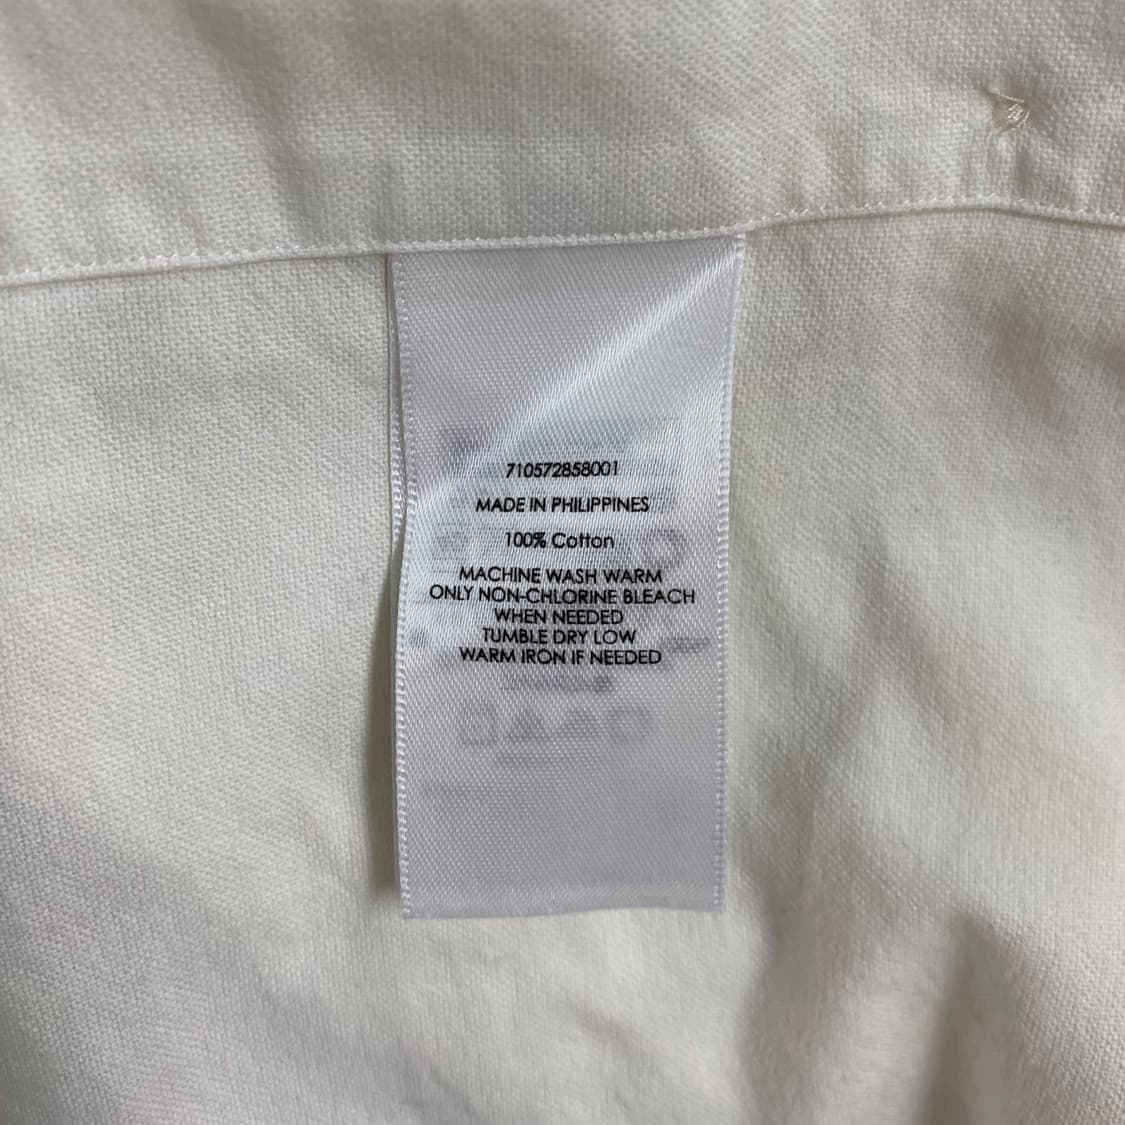 710572858001
MADE IN PHILIPPINES
100% Cotton
MACHINE WASH WARM
ONLY NON-CHLORINE BLEACH
WHEN NEEDED
TUMBLE DRY LOW
WARM IRON IF NEEDED